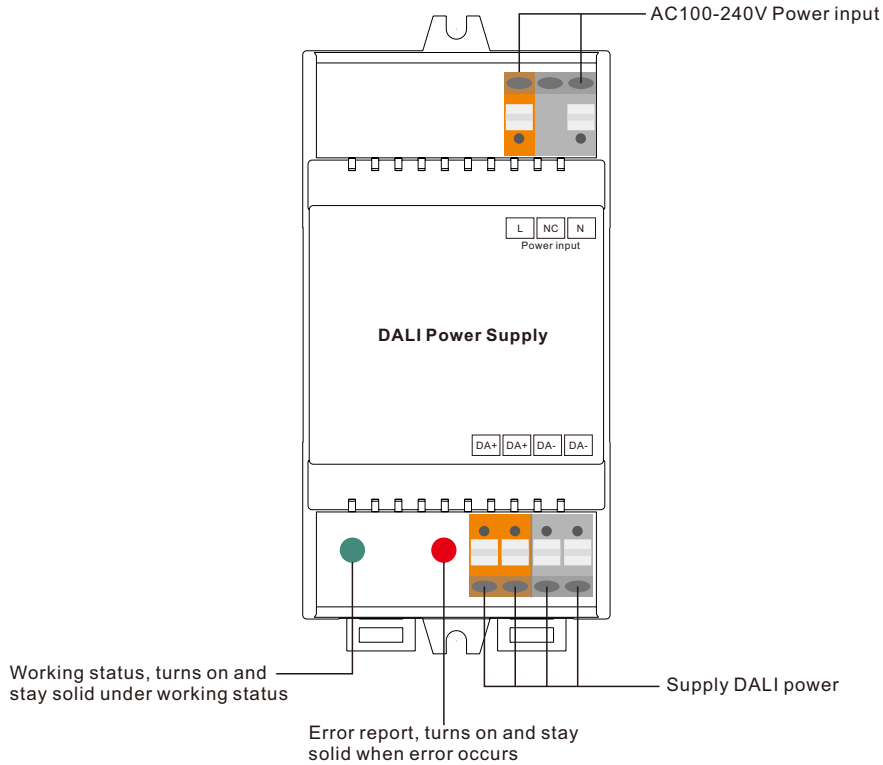 AC100-240V Power input
L NC N
Power input
DALI Power Supply
DA+ DA+ DA- DA-
Working status, turns on and
stay solid under working status
Supply DALI power
Error report, turns on and stay
solid when error occurs